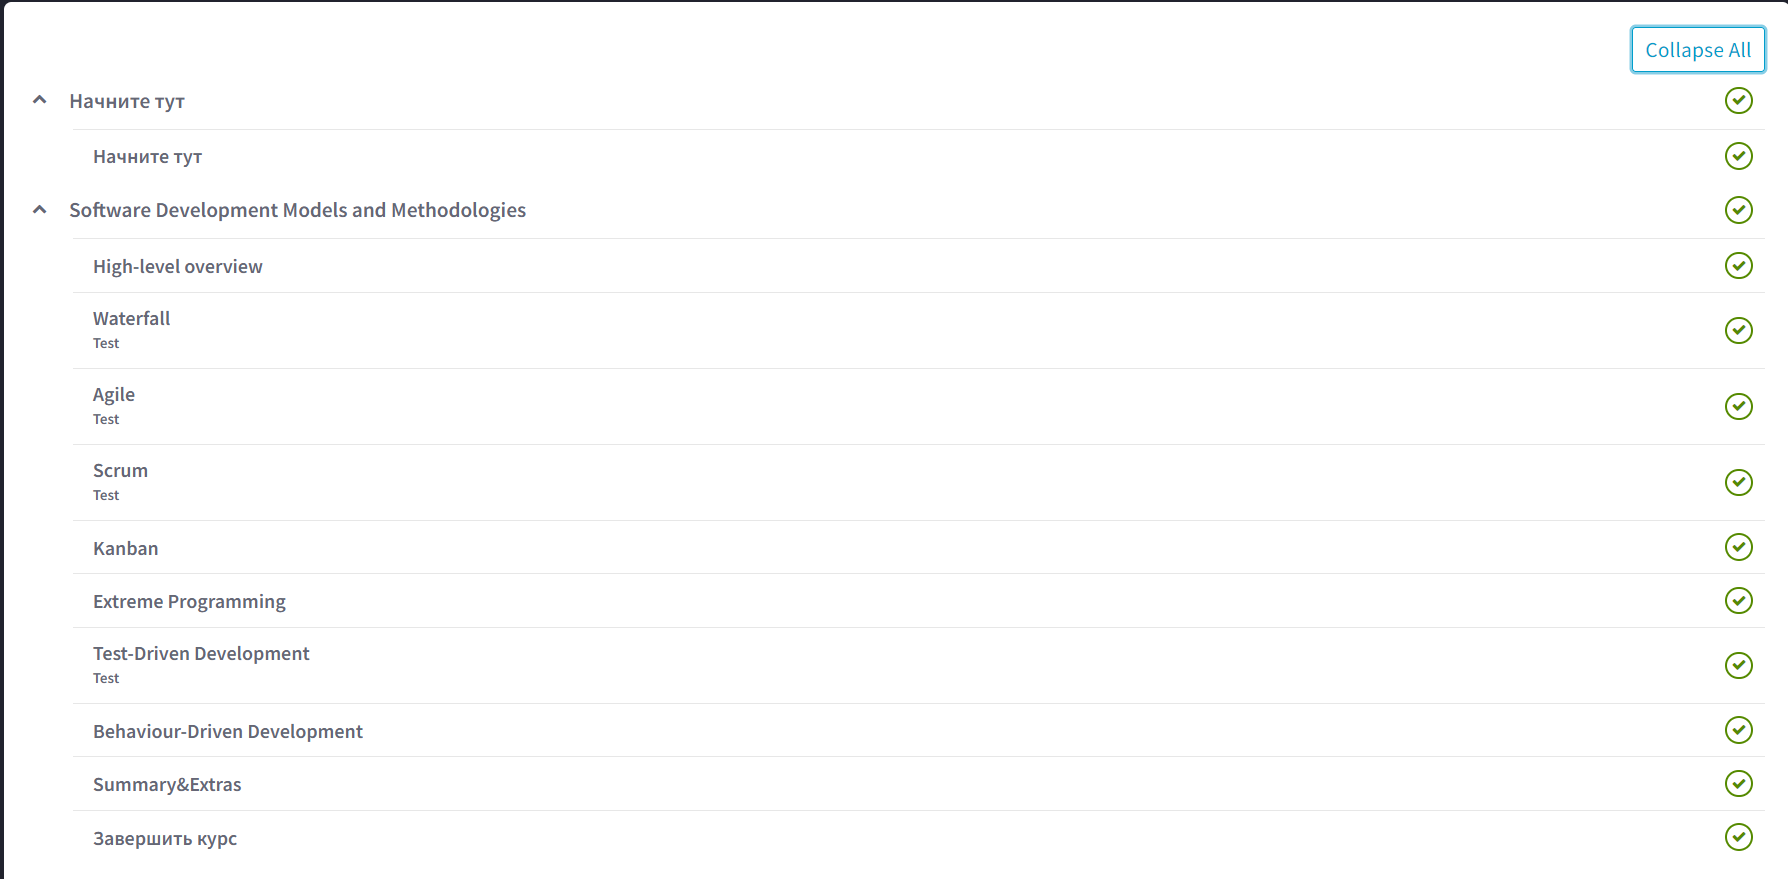 Collapse All
Начните тут
Начните тут
Software Development Models and Methodologies
High-level overview
Waterfall
Test
Agile
Test
Scrum
Test
Kanban
Extreme Programming
Test-Driven Development
Test
Behaviour-Driven Development
Summary&Extras
Завершить курс